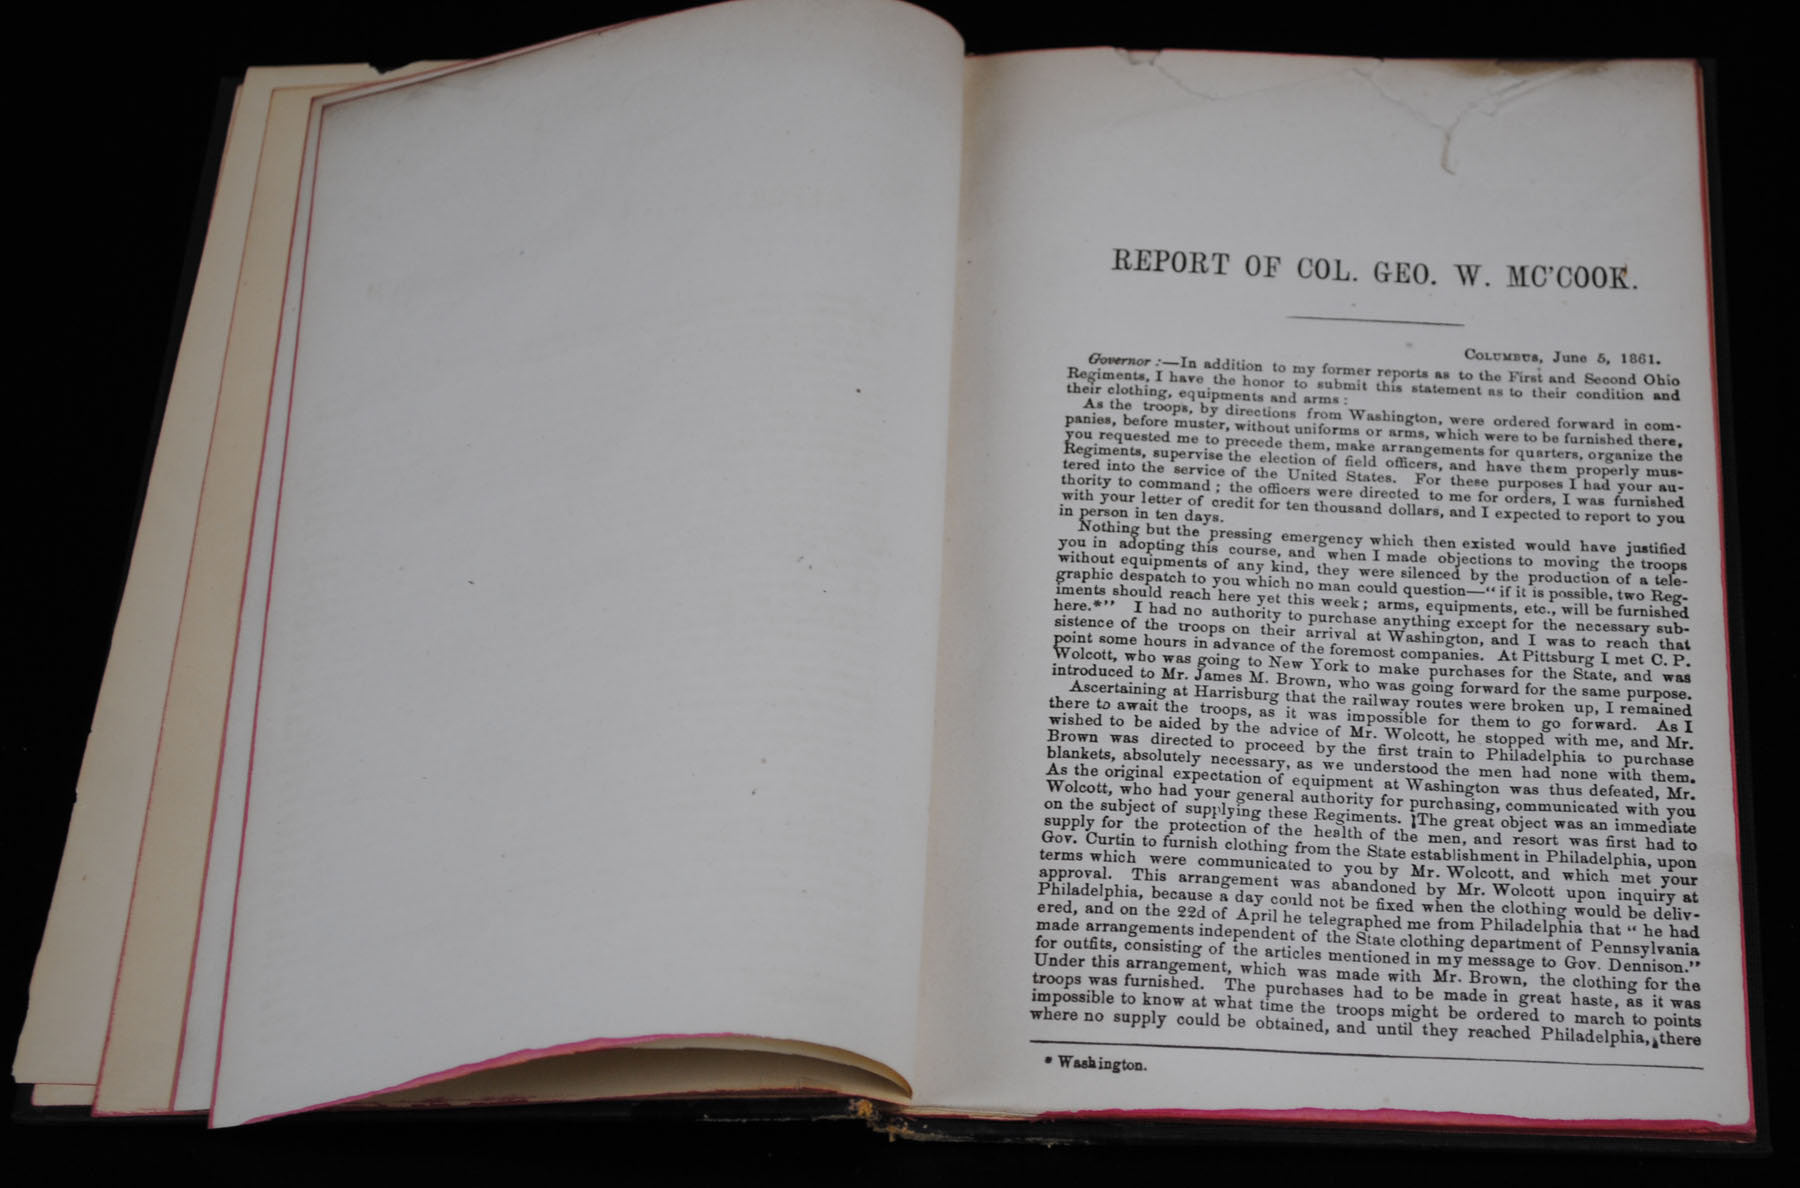 REPORT OF COL. GEO. W. MC'COOK.
COLUMBUS, June 5, 1861.
Governor:—In addition to my former reports as to the First and Second Ohio
Regiments, I have the honor to submit this statement as to their condition and
their clothing, equipments and arms:
As the troops, by directions from Washington, were ordered forward in com-
panies, before muster, without uniforms or arms, which were to be furnished there,
you requested me to precede them, make arrangements for quarters, organize the
Regiments, supervise the election of field officers, and have them properly mus-
tered into the service of the United States. For these purposes I had your au-
thority to command; the officers were directed to me for orders, I was furnished
with your letter of credit for ten thousand dollars, and I expected to report to you
in person in ten days.
Nothing but the pressing emergency which then existed would have justified
you in adopting this course, and when I made objections to moving the troops
without equipments of any kind, they were silenced by the production of a tele-
graphic despatch to you which no man could question—"if it is possible, two Reg-
iments should reach here yet this week; arms, equipments, etc., will be furnished
here.*" I had no authority to purchase anything except for the necessary sub-
sistence of the troops on their arrival at Washington, and I was to reach that
point some hours in advance of the foremost companies. At Pittsburg I met C. P.
Wolcott, who was going to New York to make purchases for the State, and was
introduced to Mr. James M. Brown, who was going forward for the same purpose.
Ascertaining at Harrisburg that the railway routes were broken up, I remained
there to await the troops, as it was impossible for them to go forward. As I
wished to be aided by the advice of Mr. Wolcott, he stopped with me, and Mr.
Brown was directed to proceed by the first train to Philadelphia to purchase
blankets, absolutely necessary, as we understood the men had none with them.
As the original expectation of equipment at Washington was thus defeated, Mr.
Wolcott, who had your general authority for purchasing, communicated with you
on the subject of supplying these Regiments. The great object was an immediate
supply for the protection of the health of the men, and resort was first had to
Gov. Curtin to furnish clothing from the State establishment in Philadelphia, upon
terms which were communicated to you by Mr. Wolcott, and which met your
approval. This arrangement was abandoned by Mr. Wolcott upon inquiry at
Philadelphia, because a day could not be fixed when the clothing would be deliv-
ered, and on the 22d of April he telegraphed me from Philadelphia that "he had
made arrangements independent of the State clothing department of Pennsylvania
for outfits, consisting of the articles mentioned in my message to Gov. Dennison."
Under this arrangement, which was made with Mr. Brown, the clothing for the
troops was furnished. The purchases had to be made in great haste, as it was
impossible to know at what time the troops might be ordered to march to points
where no supply could be obtained, and until they reached Philadelphia, there
* Washington.